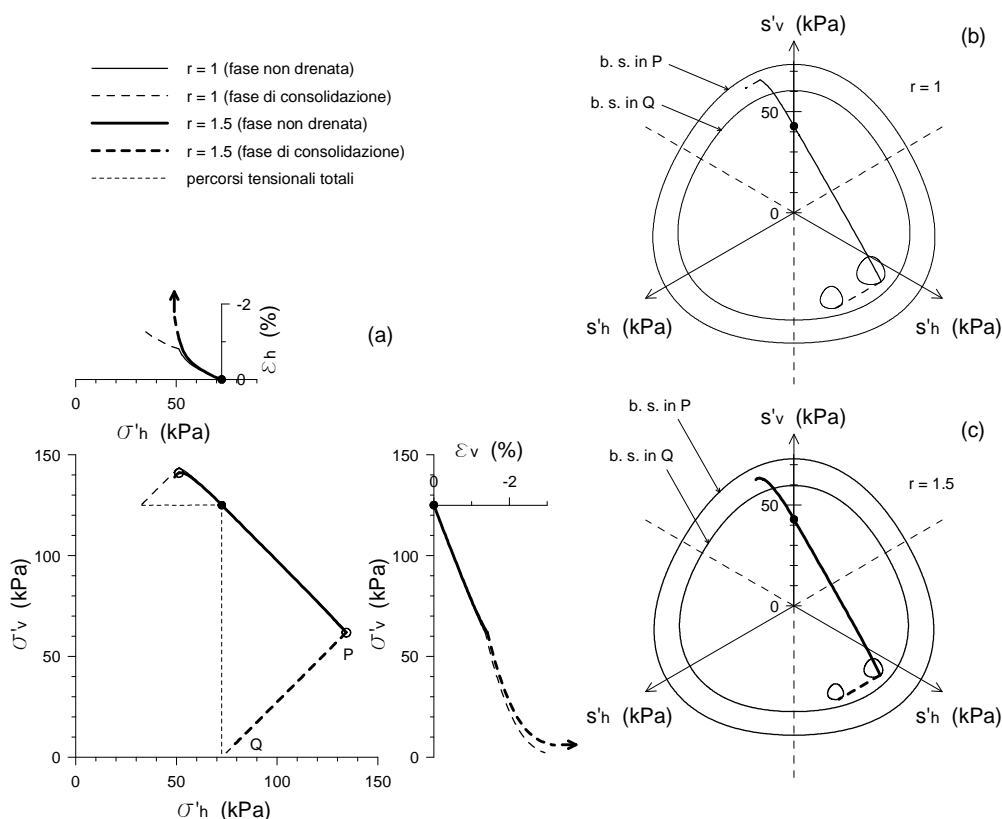 r = 1 (fase non drenata)
r = 1 (fase di consolidazione)
r = 1.5 (fase non drenata)
r = 1.5 (fase di consolidazione)
percorsi tensionali totali
(a)
-2
0
εh (%)
0
50
σ'h (kPa)
150
100
50
0
σ'v (kPa)
0
50
100
150
σ'h (kPa)
P
Q
εv (%)
0
-2
150
100
50
0
σ'v (kPa)
s'v (kPa)
(b)
b. s. in P
b. s. in Q
r = 1
50
0
s'h (kPa)
s'h (kPa)
s'v (kPa)
(c)
b. s. in P
b. s. in Q
r = 1.5
50
0
s'h (kPa)
s'h (kPa)